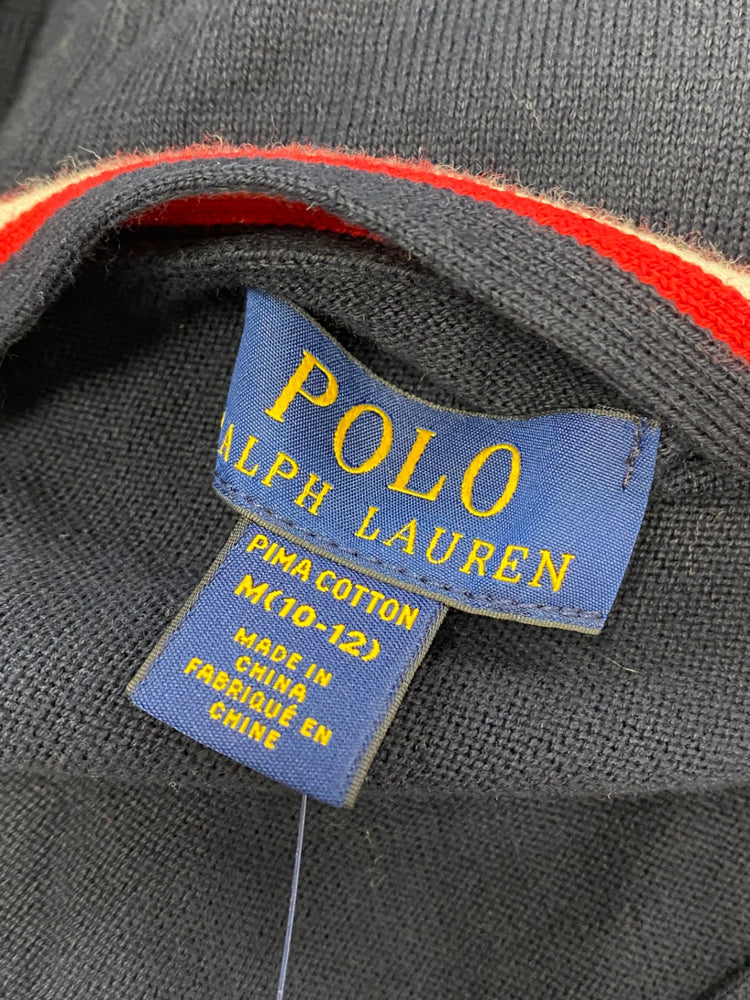 POLO
RALPH LAUREN
PIMA COTTON
M(10-12)
MADE IN
CHINA
FABRIQUÉ EN
CHINE